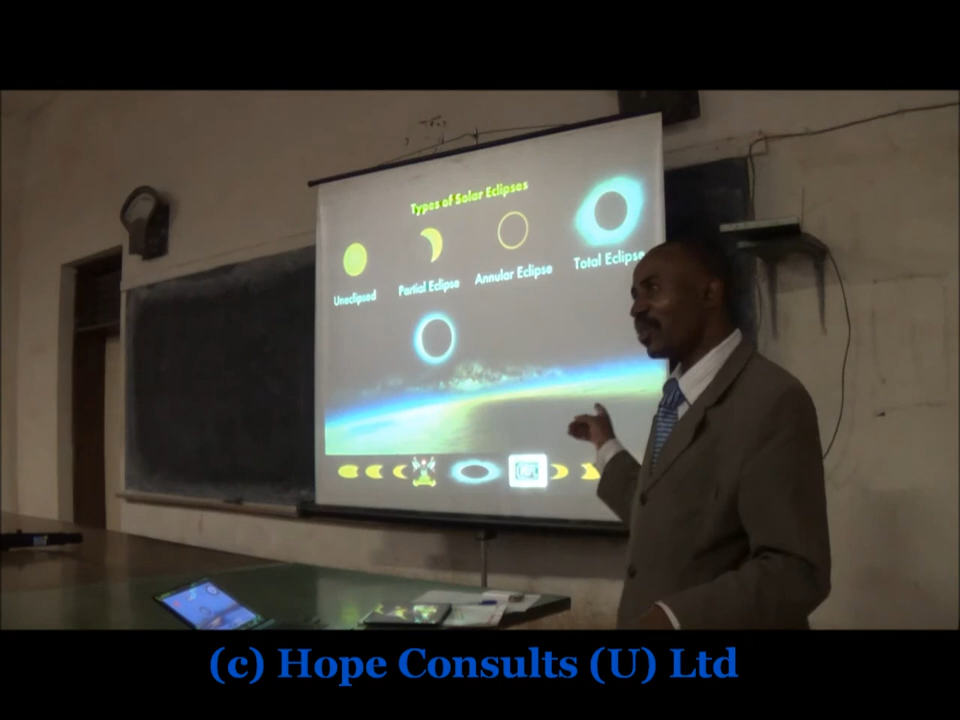 Types of Solar Eclipses
Uneclipsed
Partial Eclipse
Annular Eclipse
Total Eclipse
(c) Hope Consults (U) Ltd